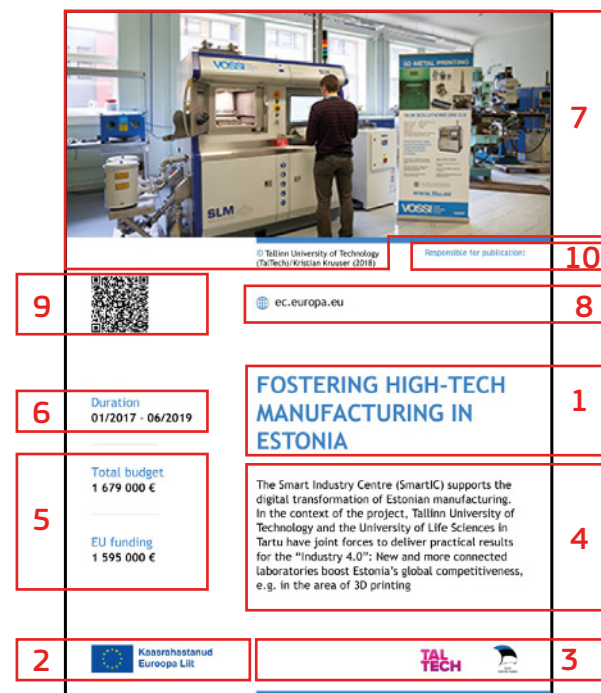 3D METAL PRINTING
VOSSI
SLM SOLUTIONS 280 2.0
SLM
VOSSI
7
© Tallinn University of Technology
(TalTech)/Kristian Kruuser (2018)
Responsible for publication:
10
9
ec.europa.eu
8
6
Duration
01/2017 - 06/2019
FOSTERING HIGH-TECH
MANUFACTURING IN
ESTONIA
1
5
Total budget
1 679 000 €
EU funding
1 595 000 €
The Smart Industry Centre (SmartIC) supports the
digital transformation of Estonian manufacturing.
In the context of the project, Tallinn University of
Technology and the University of Life Sciences in
Tartu have joint forces to deliver practical results
for the “Industry 4.0”: New and more connected
laboratories boost Estonia’s global competitiveness,
e.g. in the area of 3D printing
4
2
Kaasrahastanud
Euroopa Liit
TAL
TECH
3